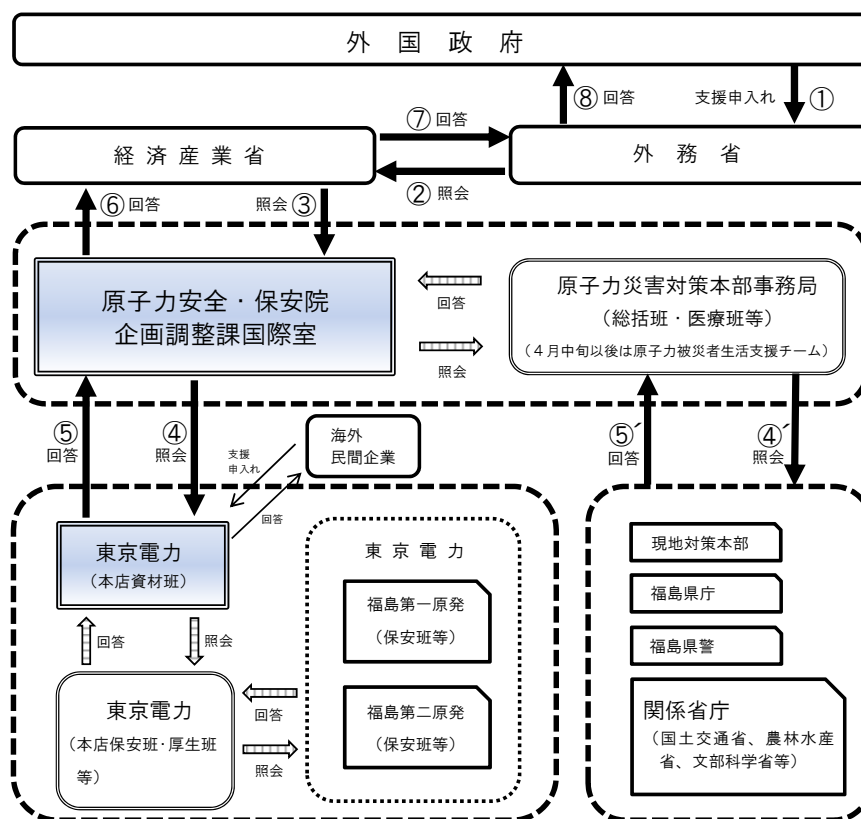 外国政府
⑧回答
支援申入れ ①
⑦回答
経済産業省
外務省
②照会
⑥回答
照会③
原子力安全・保安院
企画調整課国際室
回答
照会
原子力災害対策本部事務局
（総括班・医療班等）
（４月中旬以後は原子力被災者生活支援チーム）
⑤
回答
④
照会
支援
申入れ
回答
海外
民間企業
⑤´
回答
④´
照会
東京電力
（本店資材班）
回答
照会
東京電力
（本店保安班・厚生班
等）
回答
照会
東京電力
福島第一原発
（保安班等）
福島第二原発
（保安班等）
現地対策本部
福島県庁
福島県警
関係省庁
（国土交通省、農林水産
省、文部科学省等）